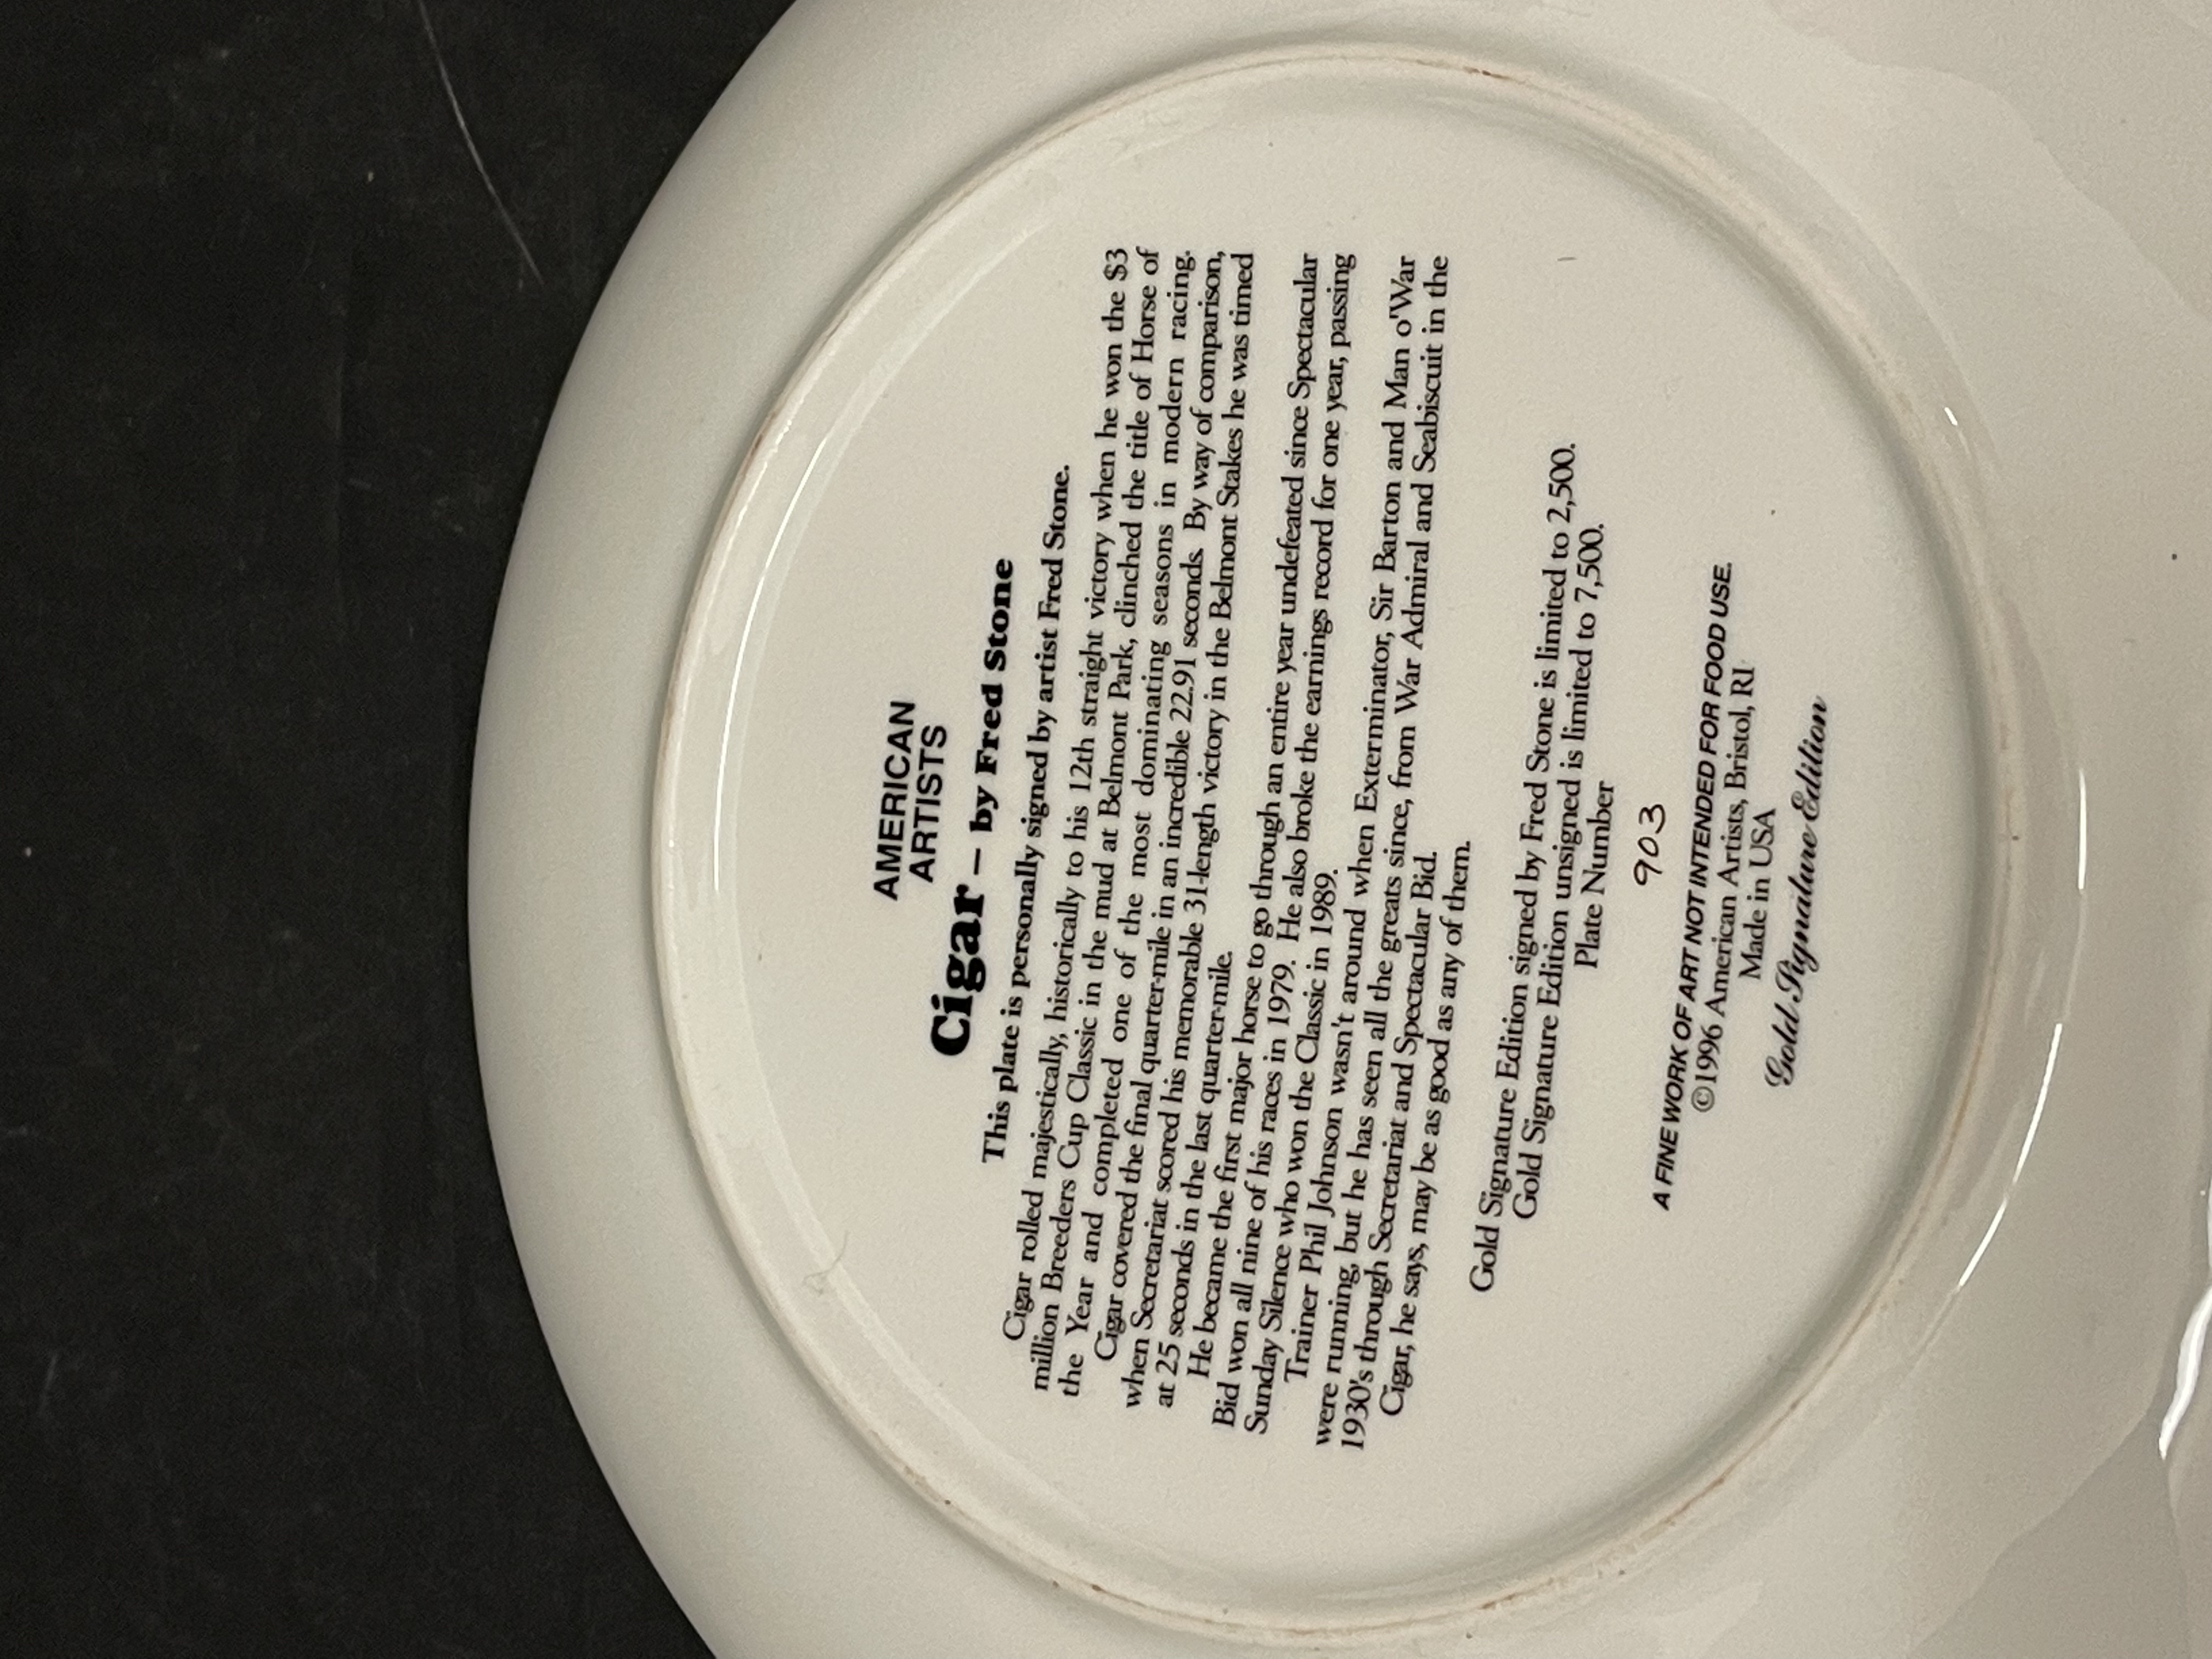 AMERICAN
ARTISTS
Cigar – by Fred Stone
This plate is personally signed by artist Fred Stone.
Cigar rolled majestically, historically to his 12th straight victory when he won the $3
million Breeders Cup Classic in the mud at Belmont Park, clinched the title of Horse of
the Year and completed one of the most dominating seasons in modern racing.
Cigar covered the final quarter-mile in an incredible 22.91 seconds. By way of comparison,
when Secretariat scored his memorable 31-length victory in the Belmont Stakes he was timed
at 25 seconds in the last quarter-mile.
He became the first major horse to go through an entire year undefeated since Spectacular
Bid won all nine of his races in 1979. He also broke the earnings record for one year, passing
Sunday Silence who won the Classic in 1989.
Trainer Phil Johnson wasn't around when Exterminator, Sir Barton and Man o'War
were running, but he has seen all the greats since, from War Admiral and Seabiscuit in the
1930's through Secretariat and Spectacular Bid.
Cigar, he says, may be as good as any of them.
Gold Signature Edition signed by Fred Stone is limited to 2,500.
Gold Signature Edition unsigned is limited to 7,500.
Plate Number
903
A FINE WORK OF ART NOT INTENDED FOR FOOD USE.
©1996 American Artists, Bristol, RI
Made in USA
Gold Signature Edition